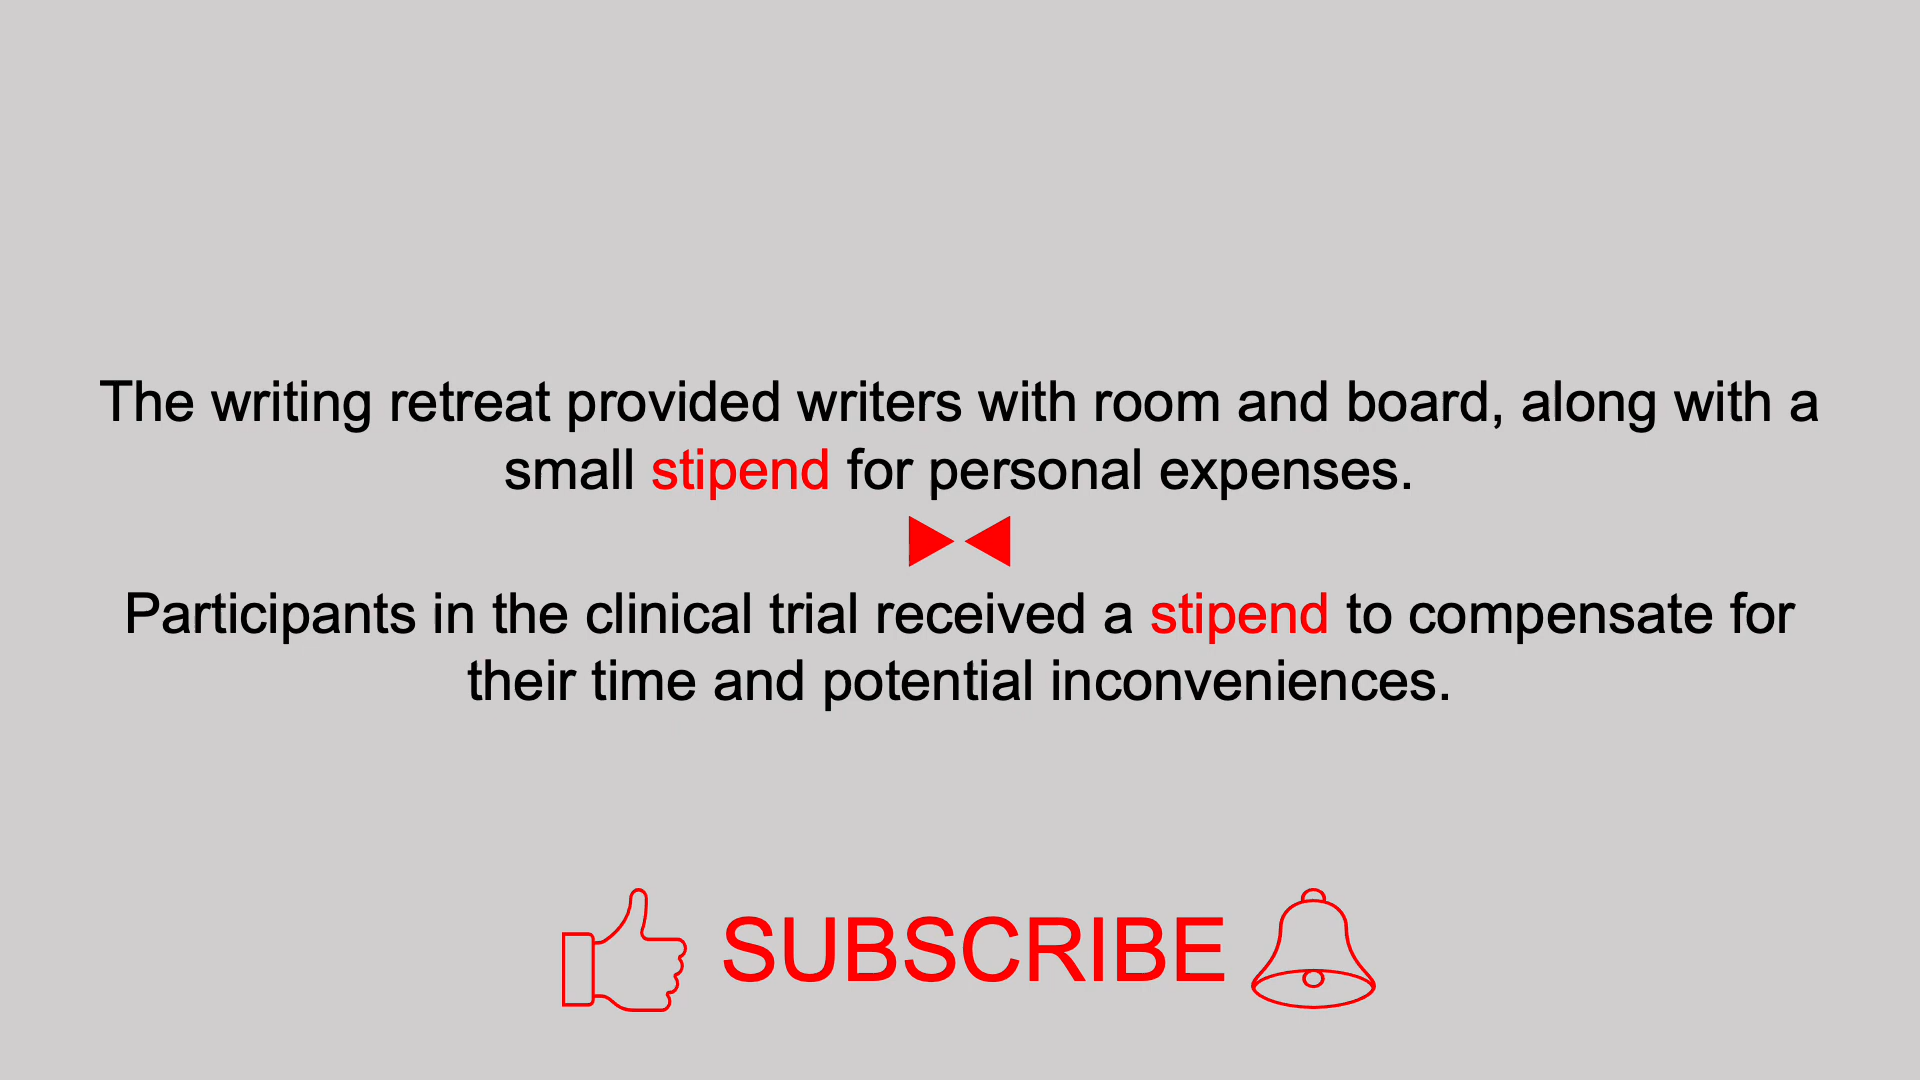 The writing retreat provided writers with room and board, along with a
small stipend for personal expenses.
Participants in the clinical trial received a stipend to compensate for
their time and potential inconveniences.
SUBSCRIBE